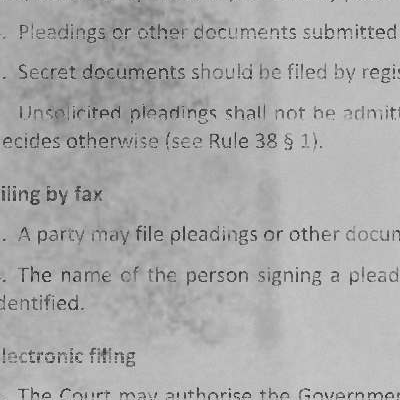 . Pleadings or other documents submitted
. Secret documents should be filed by regis
Unsolicited pleadings shall not be admitt
ecides otherwise (see Rule 38 § 1).
iling by fax
. A party may file pleadings or other docum
. The name of the person signing a plead
dentified.
lectronic filing
. The Court may authorise the Governmen